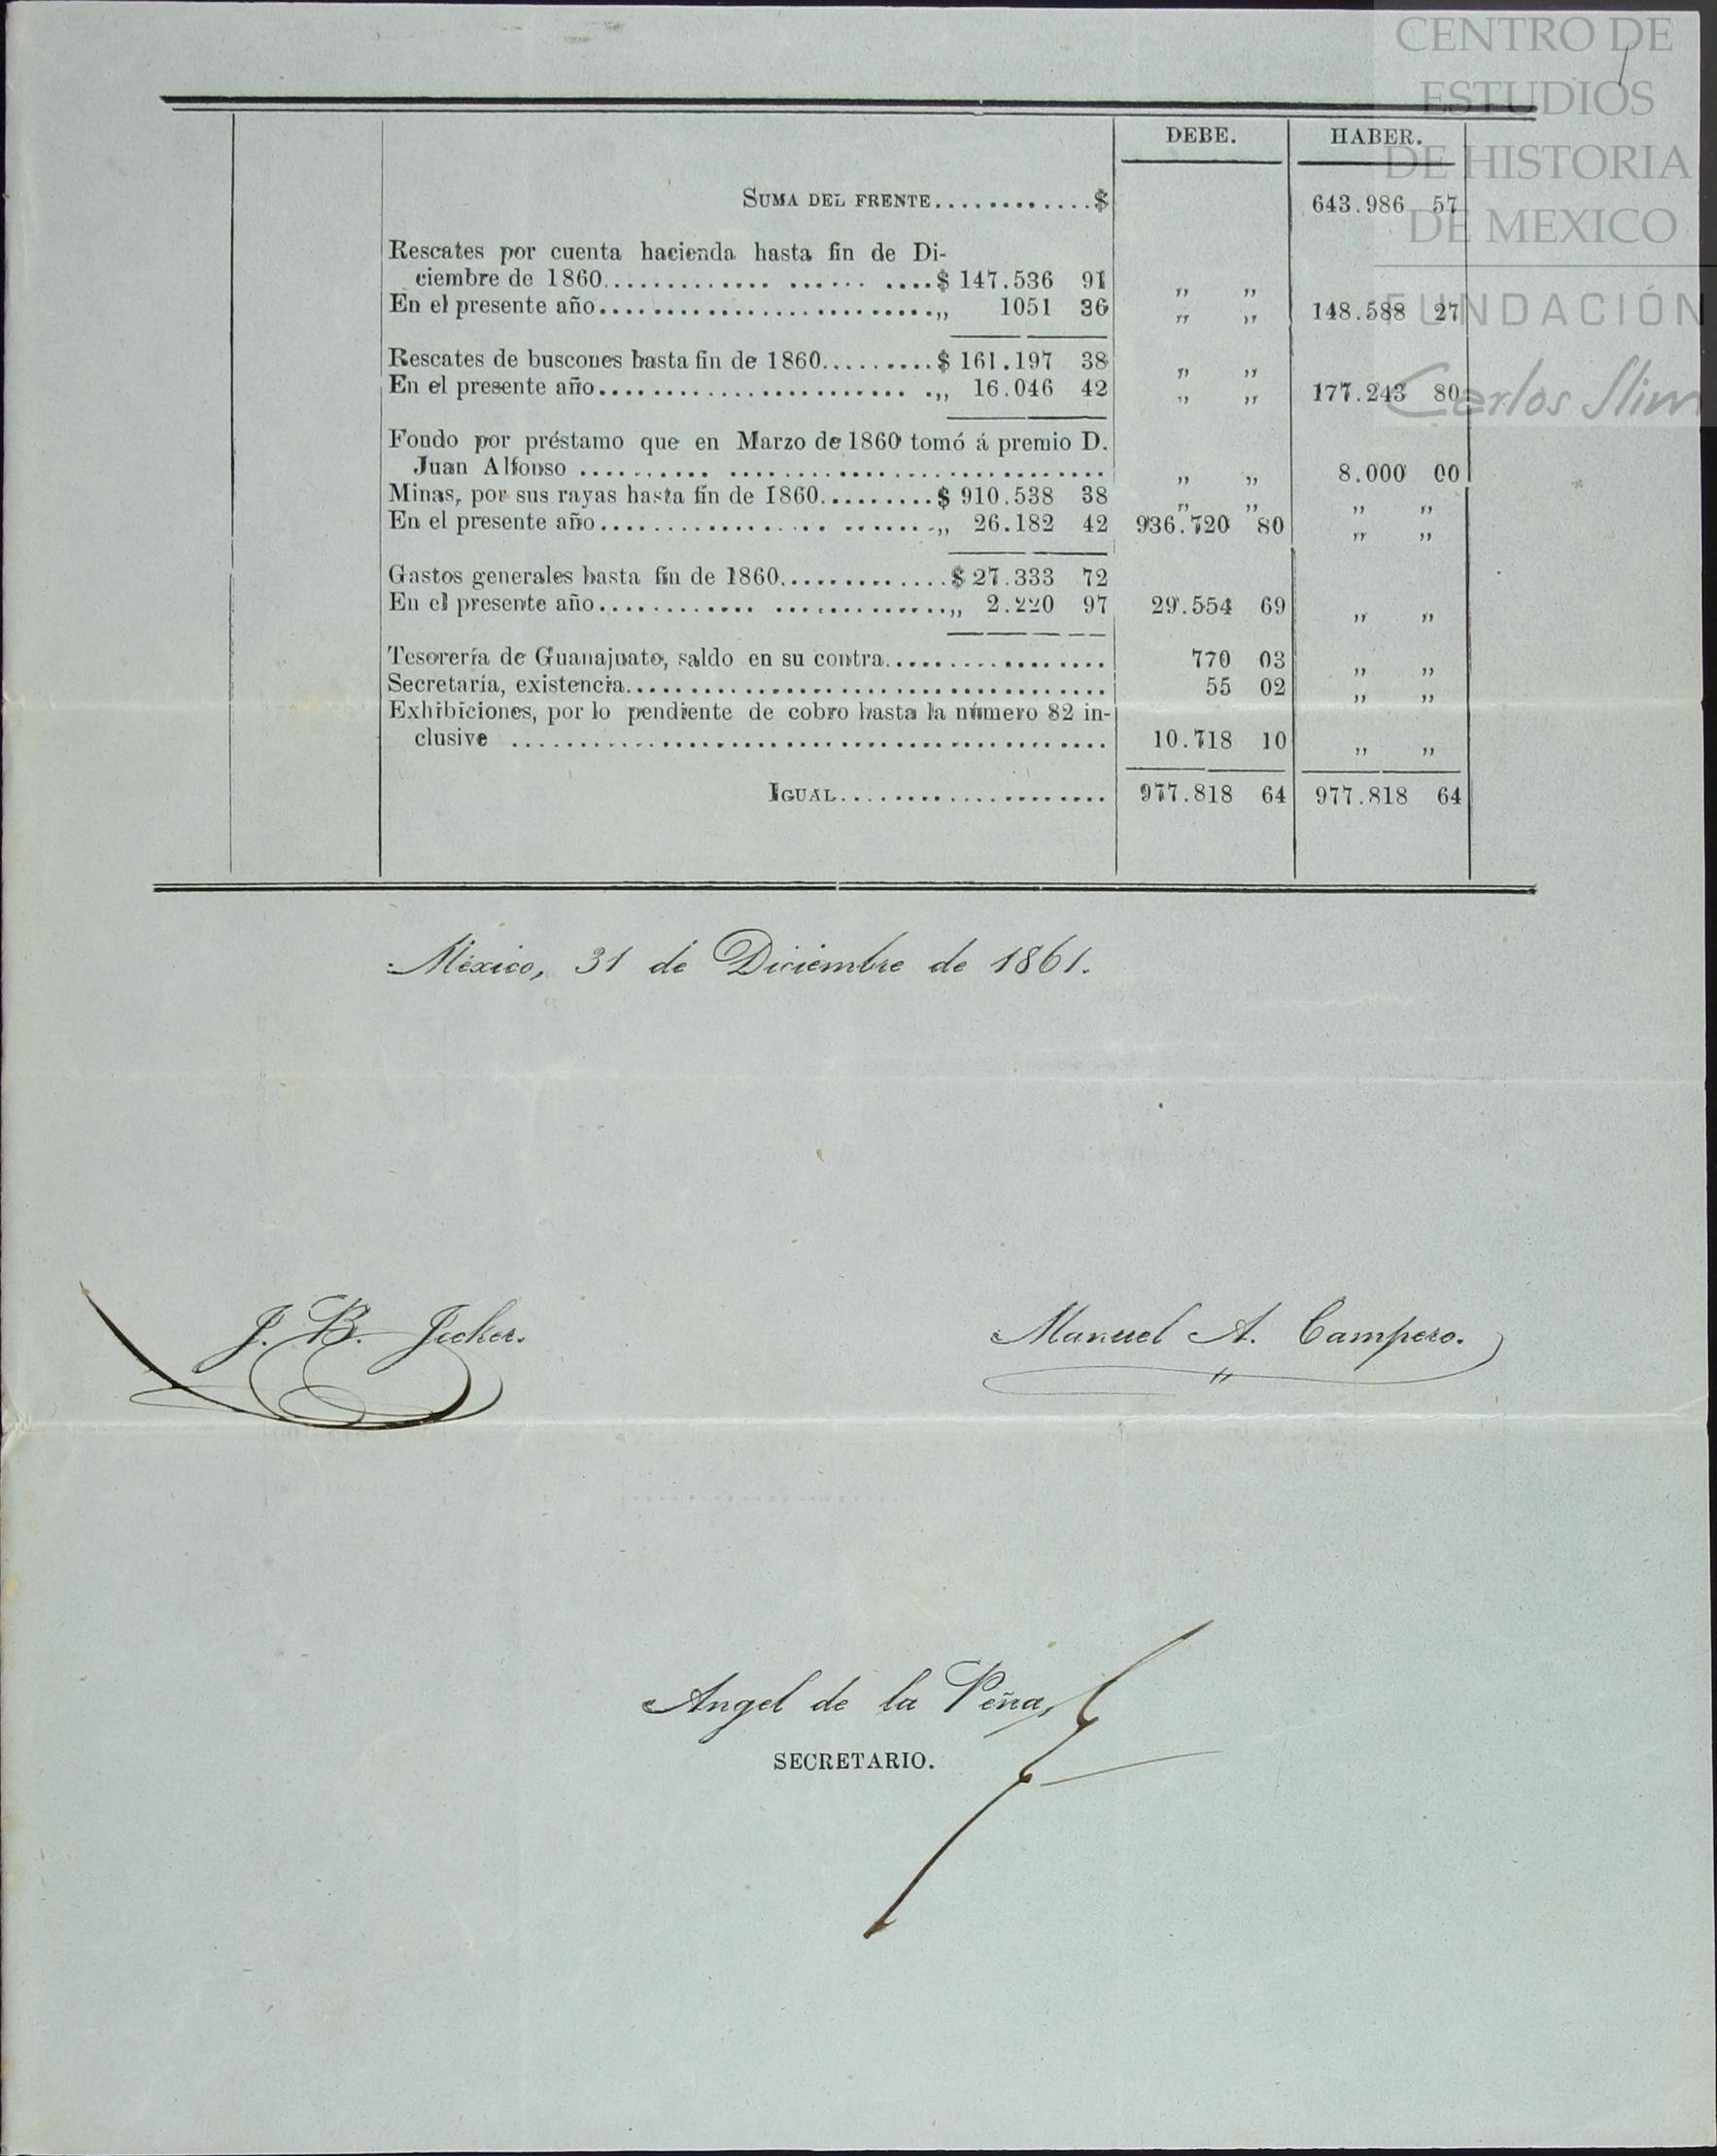 CENTRO DE
ESTUDIOS
DE HISTORIA
DE MEXICO
FUNDACIÓN
Carlos Slim
DEBE. HABER.
SUMA DEL FRENTE.............$ 643.986 57
Rescates por cuenta hacienda hasta fin de Di-
ciembre de 1860.......................$ 147.536 91 ,, ,,
En el presente año.........................,, 1051 36 ,, ,, 148.588 27
Rescates de buscones hasta fin de 1860.........$ 161.197 38 ,, ,,
En el presente año.........................,, 16.046 42 ,, ,, 177.243 80
Fondo por préstamo que en Marzo de 1860 tomó á premio D.
Juan Alfonso ...................................... ,, ,, 8.000 00
Minas, por sus rayas hasta fin de 1860.........$ 910.538 38 ,, ,, ,, ,,
En el presente año.........................,, 26.182 42 936.720 80 ,, ,,
Gastos generales hasta fin de 1860.............$ 27.333 72
En el presente año.........................,, 2.220 97 29.554 69 ,, ,,
Tesorería de Guanajuato, saldo en su contra................. 770 03 ,, ,,
Secretaría, existencia................................... 55 02 ,, ,,
Exhibiciones, por lo pendiente de cobro hasta la número 82 in-
clusive ............................................ 10.718 10 ,, ,,
IGUAL.................... 977.818 64 977.818 64
México, 31 de Diciembre de 1861.
J. B. Jecker.
Manuel A. Campero.
Angel de la Peña,
SECRETARIO.